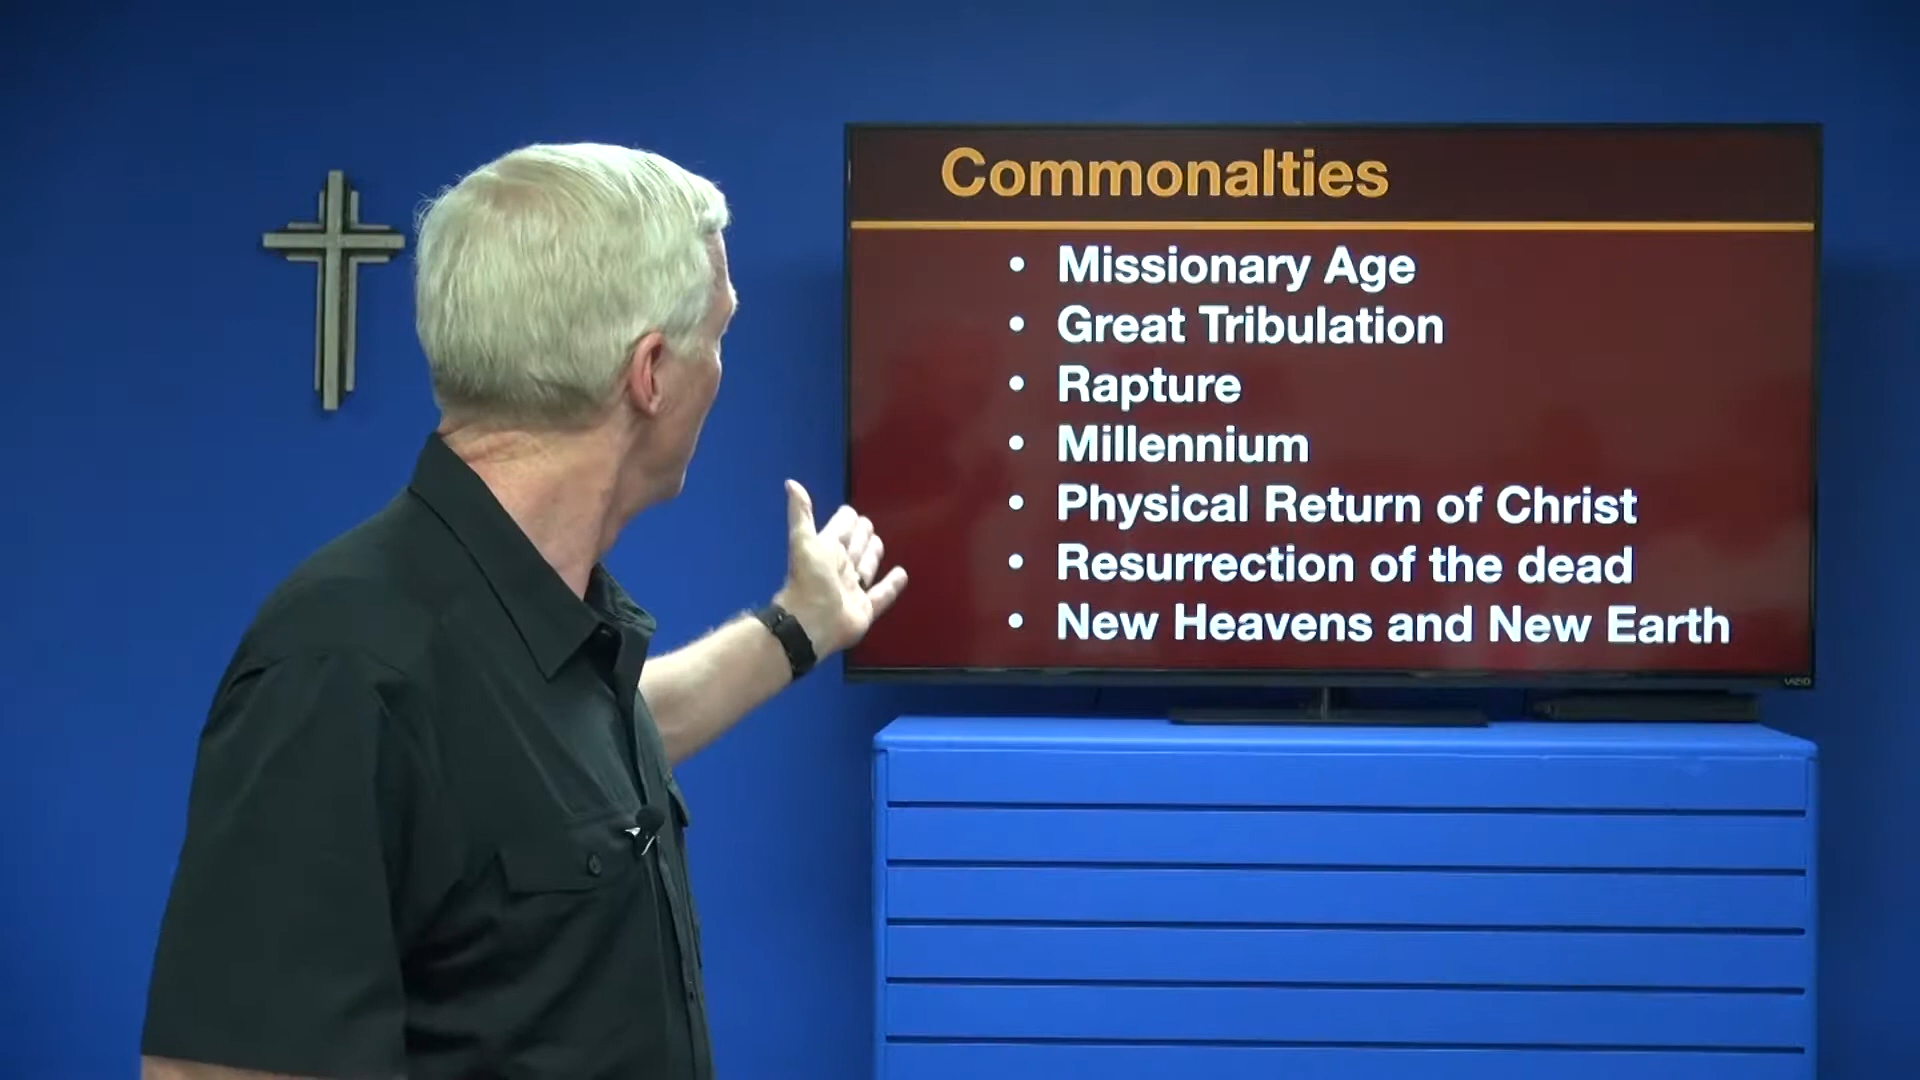 Commonalties
• Missionary Age
• Great Tribulation
• Rapture
• Millennium
• Physical Return of Christ
• Resurrection of the dead
• New Heavens and New Earth
VIZIO